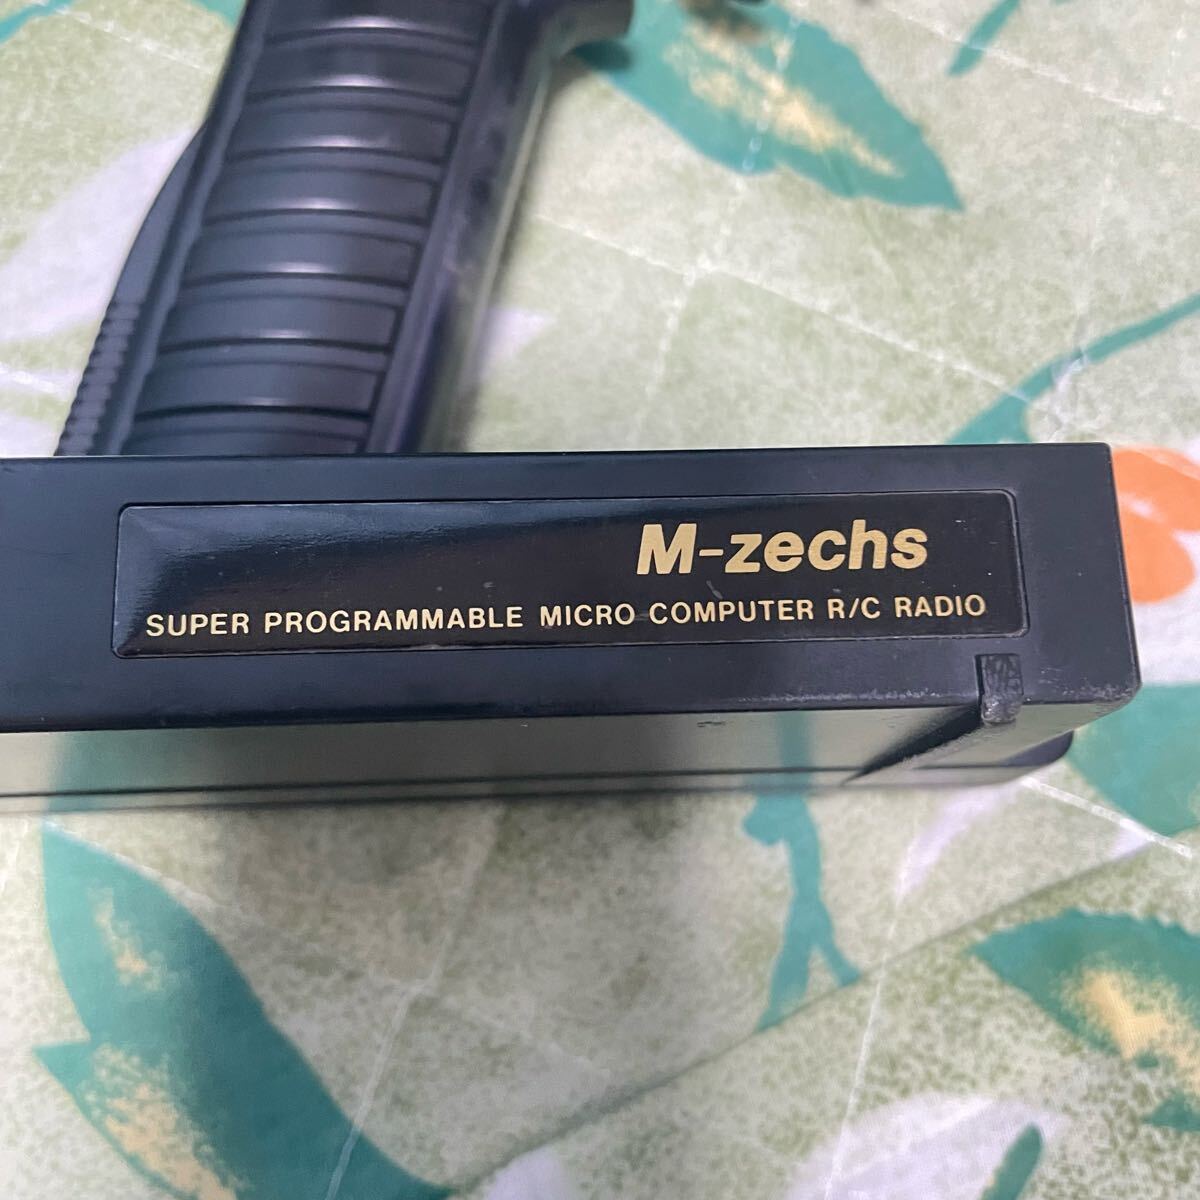 M-zechs
SUPER PROGRAMMABLE MICRO COMPUTER R/C RADIO